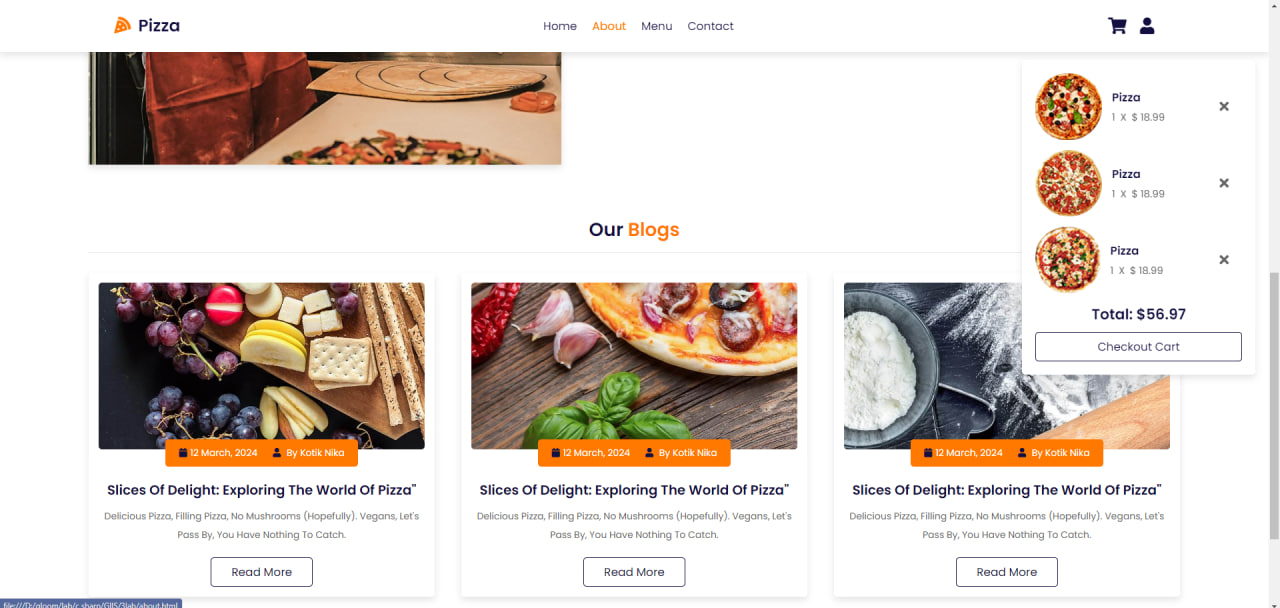 Pizza
Home About Menu Contact
Pizza
1 X $ 18.99
Pizza
1 X $ 18.99
Pizza
1 X $ 18.99
Total: $56.97
Checkout Cart
Our Blogs
12 March, 2024 By Kotik Nika
Slices Of Delight: Exploring The World Of Pizza"
Delicious Pizza, Filling Pizza, No Mushrooms (Hopefully). Vegans, Let's
Pass By, You Have Nothing To Catch.
Read More
12 March, 2024 By Kotik Nika
Slices Of Delight: Exploring The World Of Pizza"
Delicious Pizza, Filling Pizza, No Mushrooms (Hopefully). Vegans, Let's
Pass By, You Have Nothing To Catch.
Read More
12 March, 2024 By Kotik Nika
Slices Of Delight: Exploring The World Of Pizza"
Delicious Pizza, Filling Pizza, No Mushrooms (Hopefully). Vegans, Let's
Pass By, You Have Nothing To Catch.
Read More